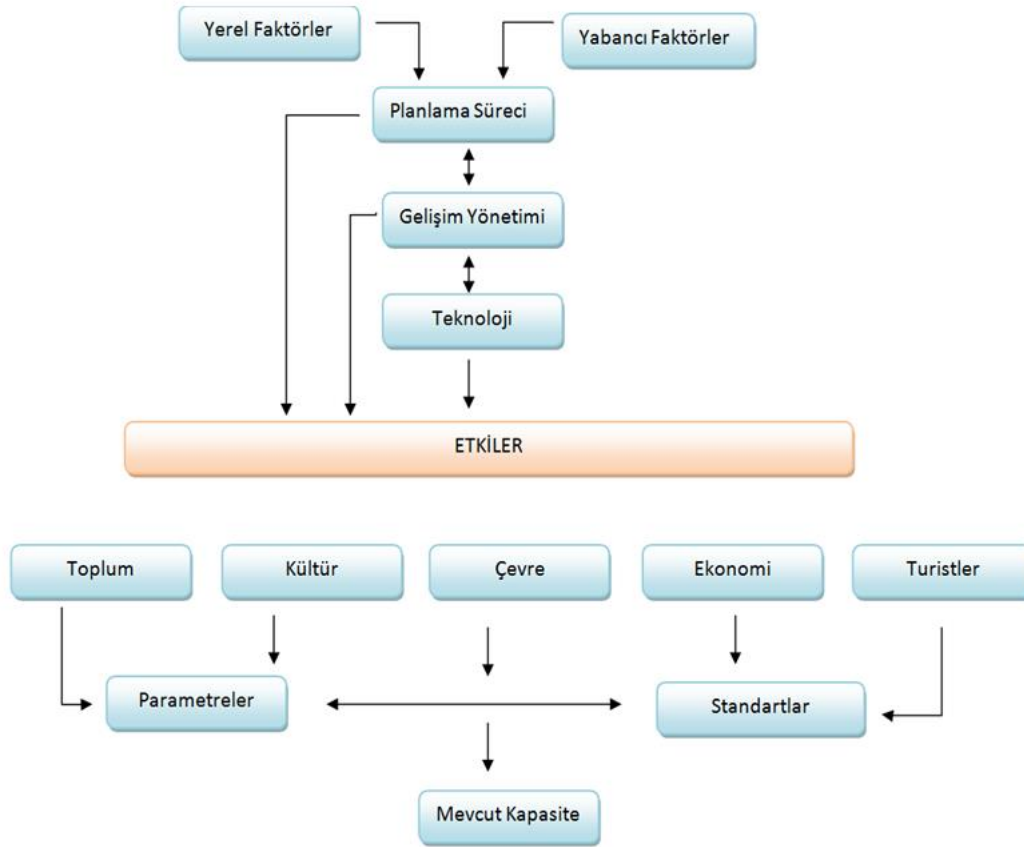 Yerel Faktörler
Yabancı Faktörler
Planlama Süreci
Gelişim Yönetimi
Teknoloji
ETKİLER
Toplum
Kültür
Çevre
Ekonomi
Turistler
Parametreler
Standartlar
Mevcut Kapasite